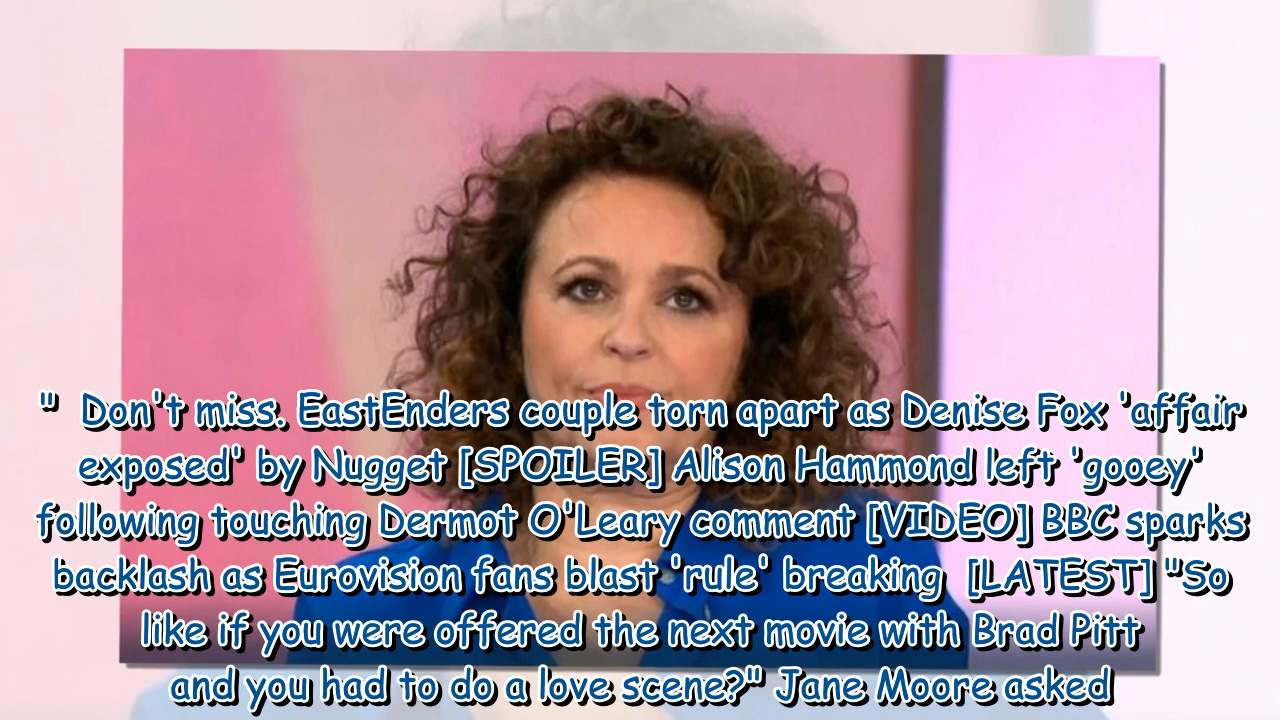 "  Don't miss. EastEnders couple torn apart as Denise Fox 'affair
exposed' by Nugget [SPOILER] Alison Hammond left 'gooey'
following touching Dermot O'Leary comment [VIDEO] BBC sparks
backlash as Eurovision fans blast 'rule' breaking  [LATEST] "So
like if you were offered the next movie with Brad Pitt
and you had to do a love scene?" Jane Moore asked